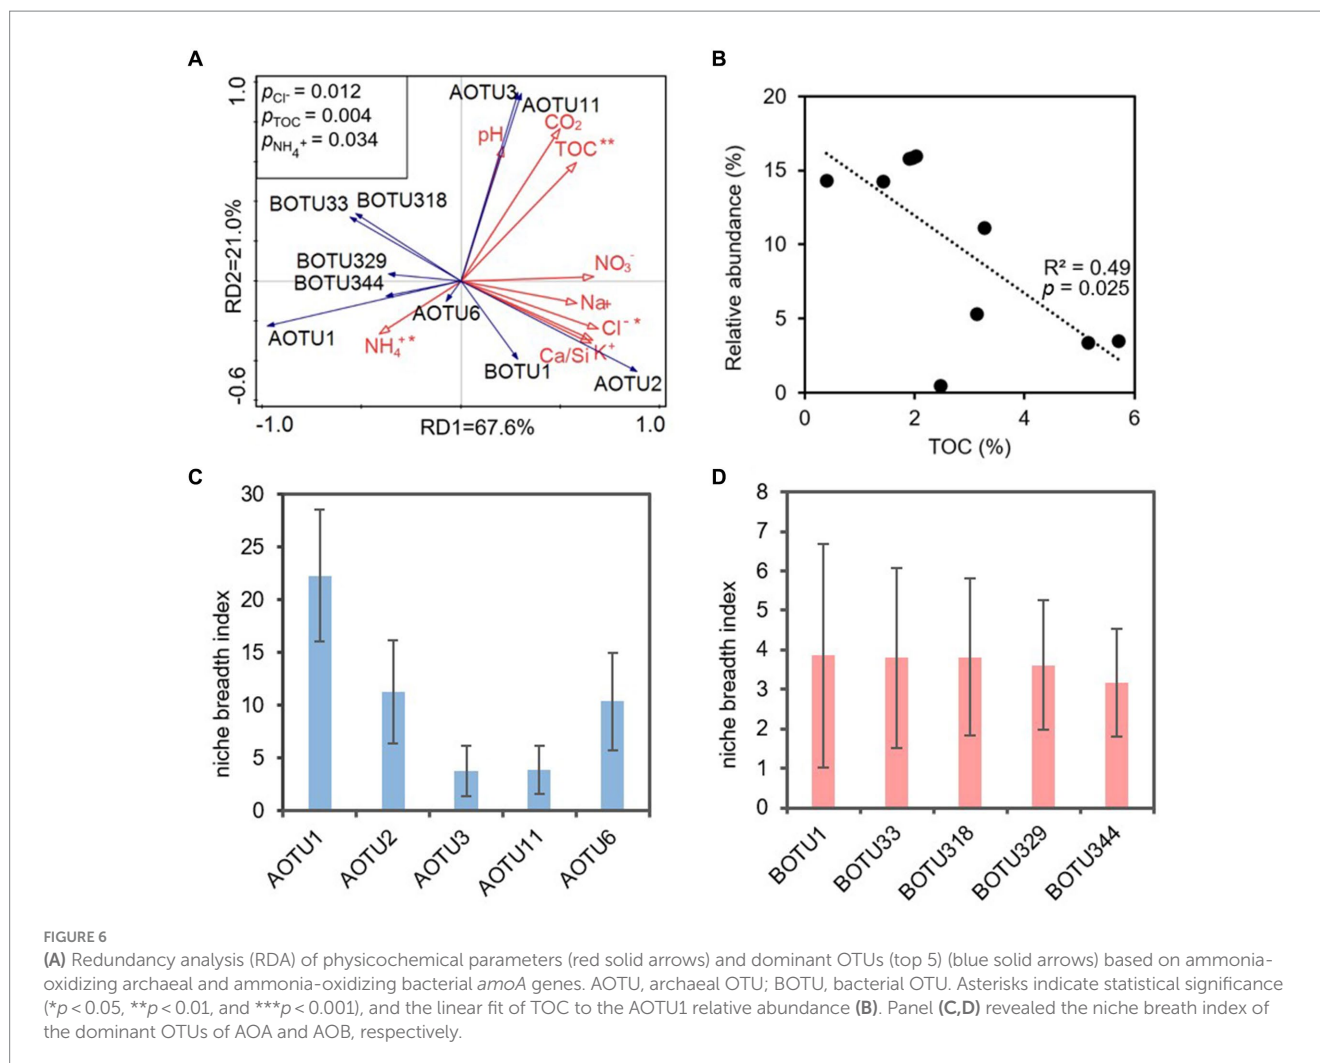 A
1.0
pCl- = 0.012
pTOC = 0.004
pNH4+ = 0.034
AOTU3
AOTU11
CO2
pH
TOC**
BOTU33
BOTU318
BOTU329
BOTU344
NO3-
Na+
AOTU6
Cl-*
AOTU1
NH4+*
Ca/Si
K+
BOTU1
AOTU2
RD2=21.0%
-0.6
-1.0
RD1=67.6%
1.0
B
20
15
10
5
0
Relative abundance (%)
R² = 0.49
p = 0.025
0
2
4
6
TOC (%)
C
30
25
20
15
10
5
0
niche breadth index
AOTU1
AOTU2
AOTU3
AOTU11
AOTU6
D
8
7
6
5
4
3
2
1
0
niche breadth index
BOTU1
BOTU33
BOTU318
BOTU329
BOTU344
FIGURE 6
(A) Redundancy analysis (RDA) of physicochemical parameters (red solid arrows) and dominant OTUs (top 5) (blue solid arrows) based on ammonia-
oxidizing archaeal and ammonia-oxidizing bacterial amoA genes. AOTU, archaeal OTU; BOTU, bacterial OTU. Asterisks indicate statistical significance
(*p < 0.05, **p < 0.01, and ***p < 0.001), and the linear fit of TOC to the AOTU1 relative abundance (B). Panel (C,D) revealed the niche breath index of
the dominant OTUs of AOA and AOB, respectively.